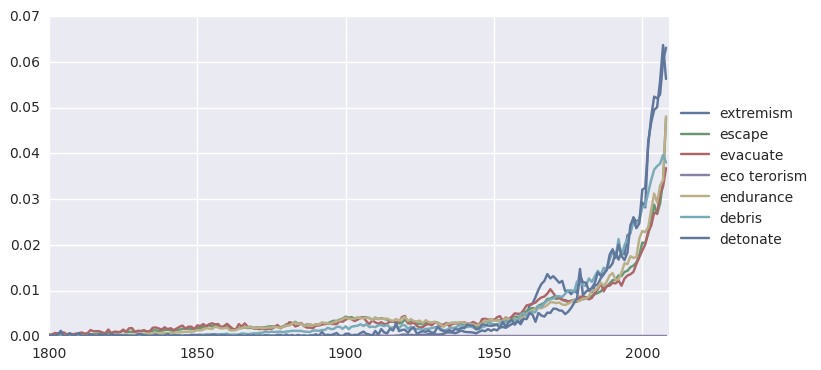 0.07
0.06
0.05
0.04
0.03
0.02
0.01
0.00
1800
1850
1900
1950
2000
extremism
escape
evacuate
eco terorism
endurance
debris
detonate